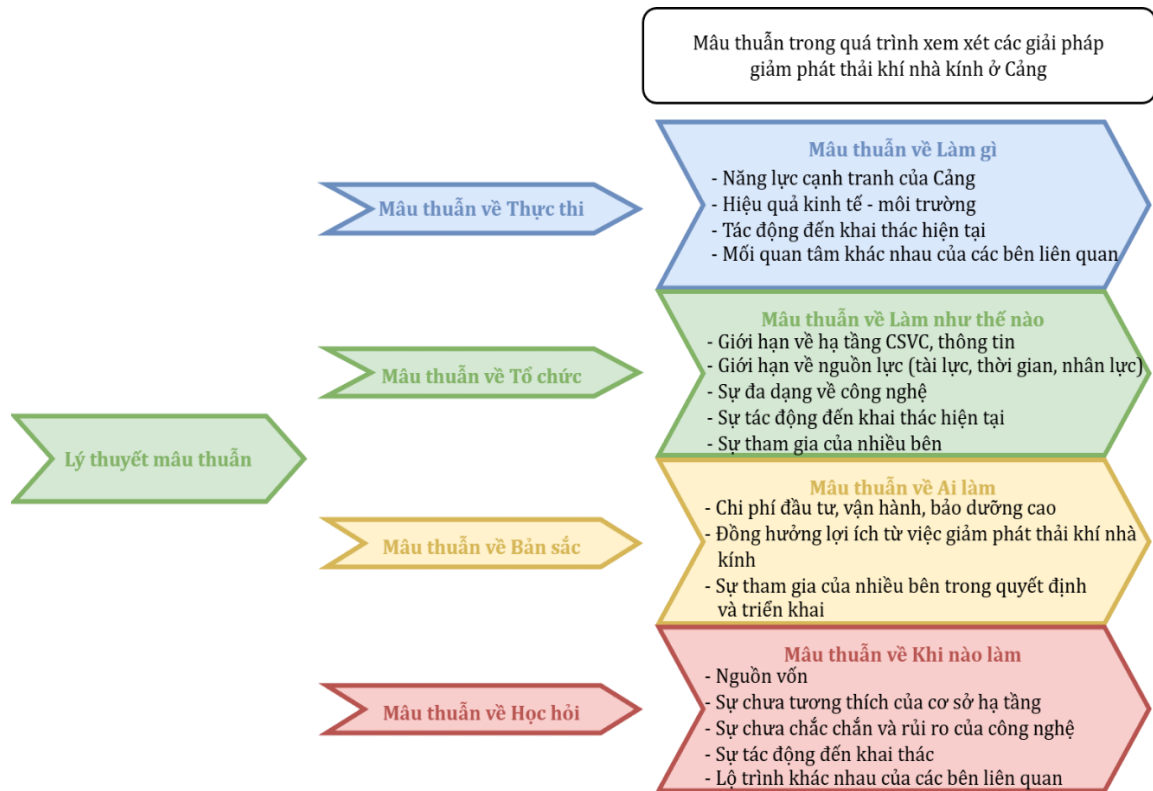 Mâu thuẫn trong quá trình xem xét các giải pháp
giảm phát thải khí nhà kính ở Cảng
Lý thuyết mâu thuẫn
Mâu thuẫn về Thực thi
Mâu thuẫn về Làm gì
- Năng lực cạnh tranh của Cảng
- Hiệu quả kinh tế - môi trường
- Tác động đến khai thác hiện tại
- Mối quan tâm khác nhau của các bên liên quan
Mâu thuẫn về Tổ chức
Mâu thuẫn về Làm như thế nào
- Giới hạn về hạ tầng CSVC, thông tin
- Giới hạn về nguồn lực (tài lực, thời gian, nhân lực)
- Sự đa dạng về công nghệ
- Sự tác động đến khai thác hiện tại
- Sự tham gia của nhiều bên
Mâu thuẫn về Bản sắc
Mâu thuẫn về Ai làm
- Chi phí đầu tư, vận hành, bảo dưỡng cao
- Đồng hưởng lợi ích từ việc giảm phát thải khí nhà
kính
- Sự tham gia của nhiều bên trong quyết định
và triển khai
Mâu thuẫn về Học hỏi
Mâu thuẫn về Khi nào làm
- Nguồn vốn
- Sự chưa tương thích của cơ sở hạ tầng
- Sự chưa chắc chắn và rủi ro của công nghệ
- Sự tác động đến khai thác
- Lộ trình khác nhau của các bên liên quan